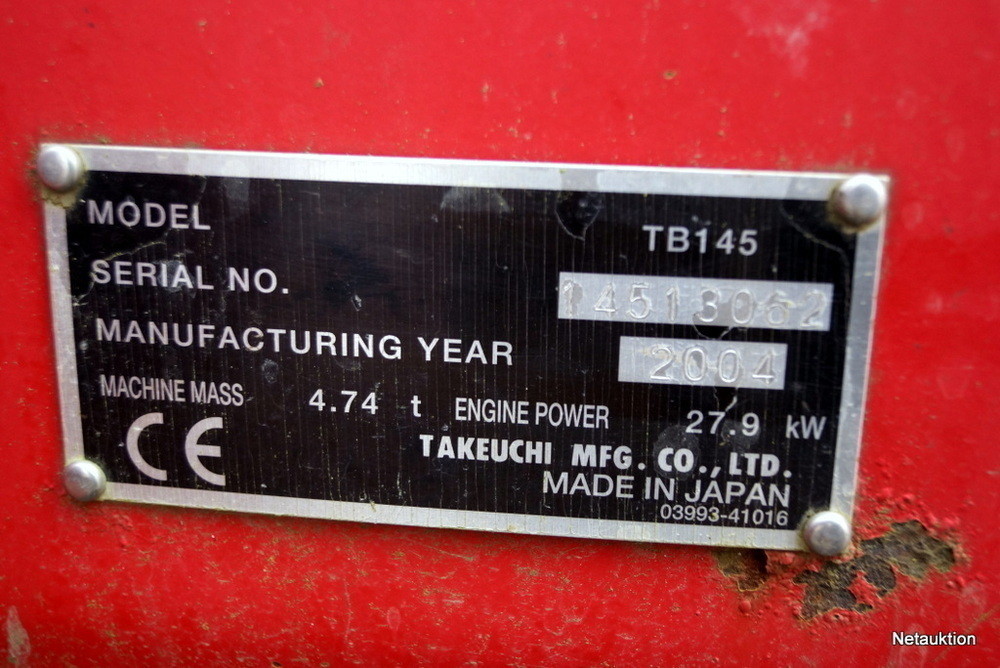 MODEL TB145
SERIAL NO. 14513062
MANUFACTURING YEAR 2004
MACHINE MASS 4.74 t ENGINE POWER 27.9 kW
CE
TAKEUCHI MFG. CO., LTD.
MADE IN JAPAN
03993-41016
Netauktion